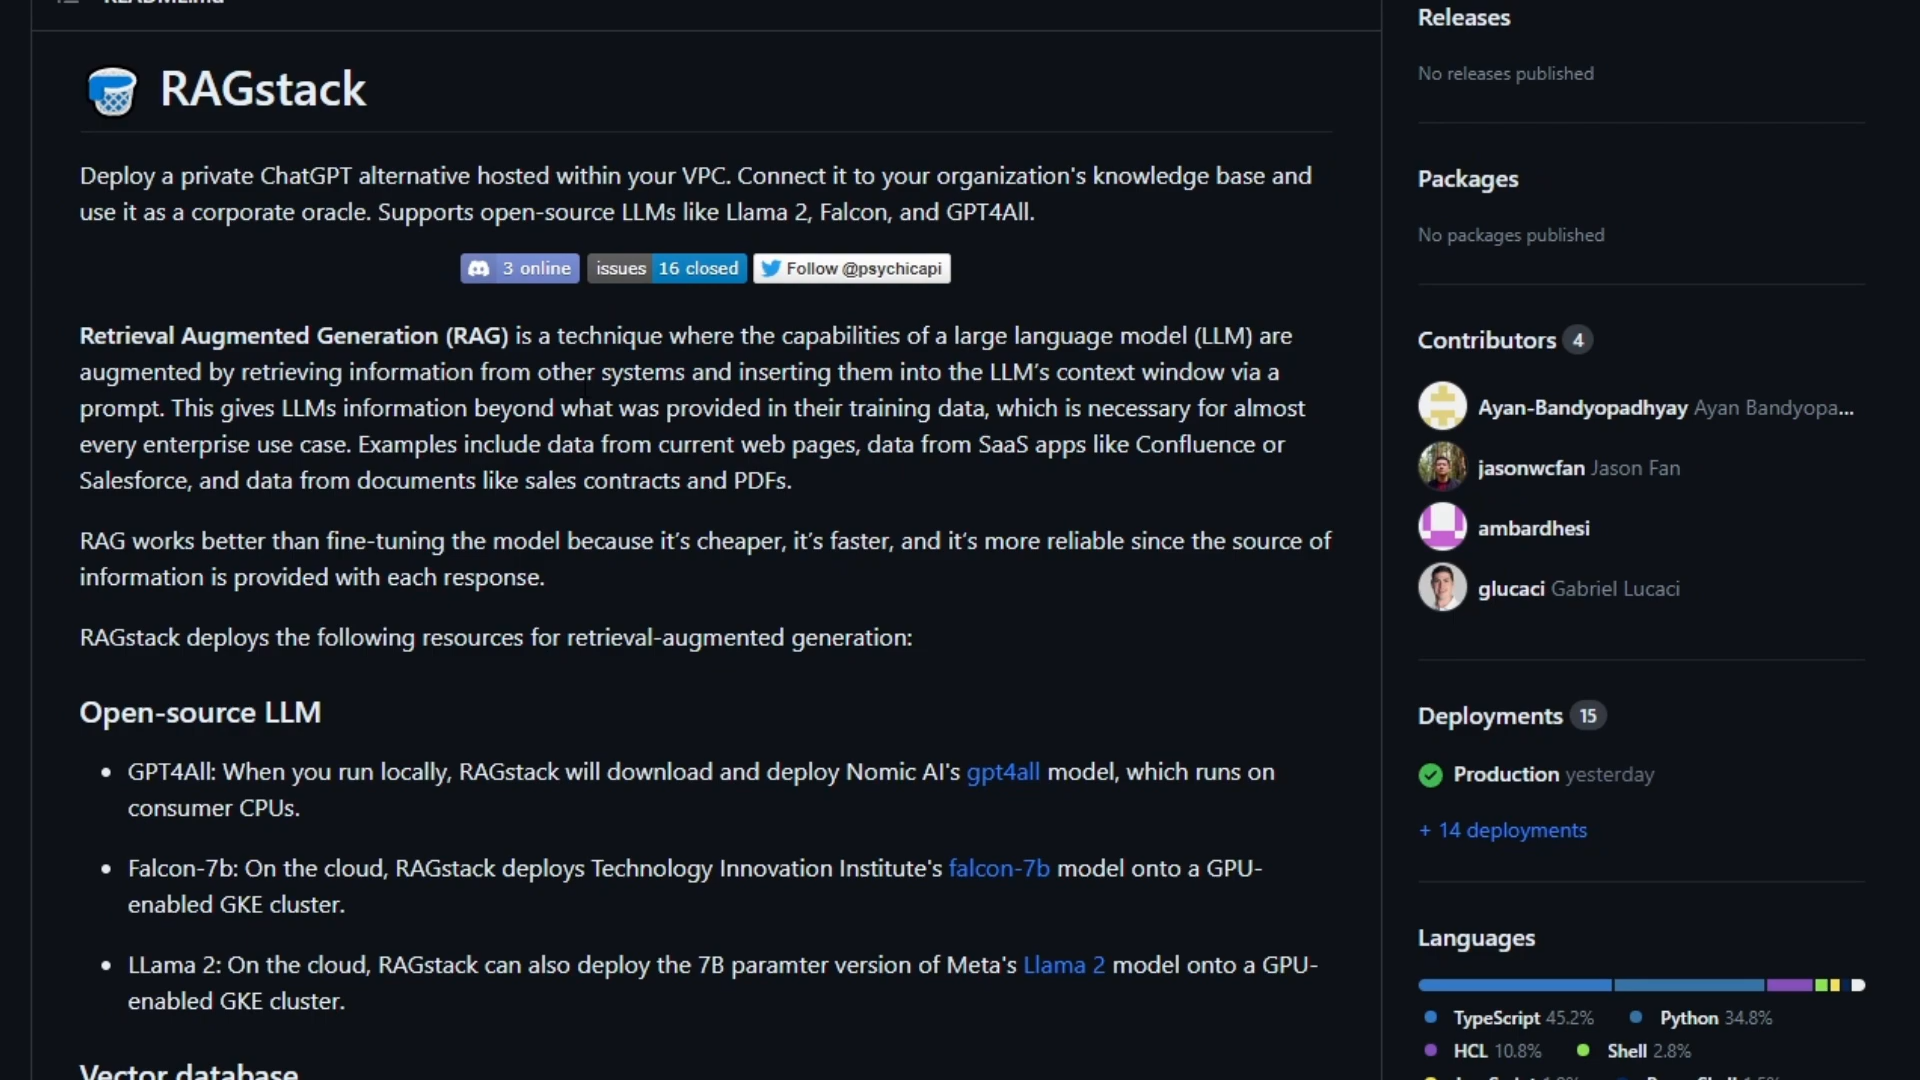 RAGstack
Deploy a private ChatGPT alternative hosted within your VPC. Connect it to your organization's knowledge base and
use it as a corporate oracle. Supports open-source LLMs like Llama 2, Falcon, and GPT4All.
3 online issues 16 closed Follow @psychicapi
Retrieval Augmented Generation (RAG) is a technique where the capabilities of a large language model (LLM) are
augmented by retrieving information from other systems and inserting them into the LLM’s context window via a
prompt. This gives LLMs information beyond what was provided in their training data, which is necessary for almost
every enterprise use case. Examples include data from current web pages, data from SaaS apps like Confluence or
Salesforce, and data from documents like sales contracts and PDFs.
RAG works better than fine-tuning the model because it’s cheaper, it’s faster, and it’s more reliable since the source of
information is provided with each response.
RAGstack deploys the following resources for retrieval-augmented generation:
Open-source LLM
GPT4All: When you run locally, RAGstack will download and deploy Nomic AI's gpt4all model, which runs on
consumer CPUs.
Falcon-7b: On the cloud, RAGstack deploys Technology Innovation Institute's falcon-7b model onto a GPU-
enabled GKE cluster.
LLama 2: On the cloud, RAGstack can also deploy the 7B paramter version of Meta's Llama 2 model onto a GPU-
enabled GKE cluster.
Vector database
Releases
No releases published
Packages
No packages published
Contributors 4
Ayan-Bandyopadhyay Ayan Bandyopa...
jasonwcfan Jason Fan
ambardhesi
glucaci Gabriel Lucaci
Deployments 15
Production yesterday
+ 14 deployments
Languages
TypeScript 45.2% Python 34.8%
HCL 10.8% Shell 2.8%